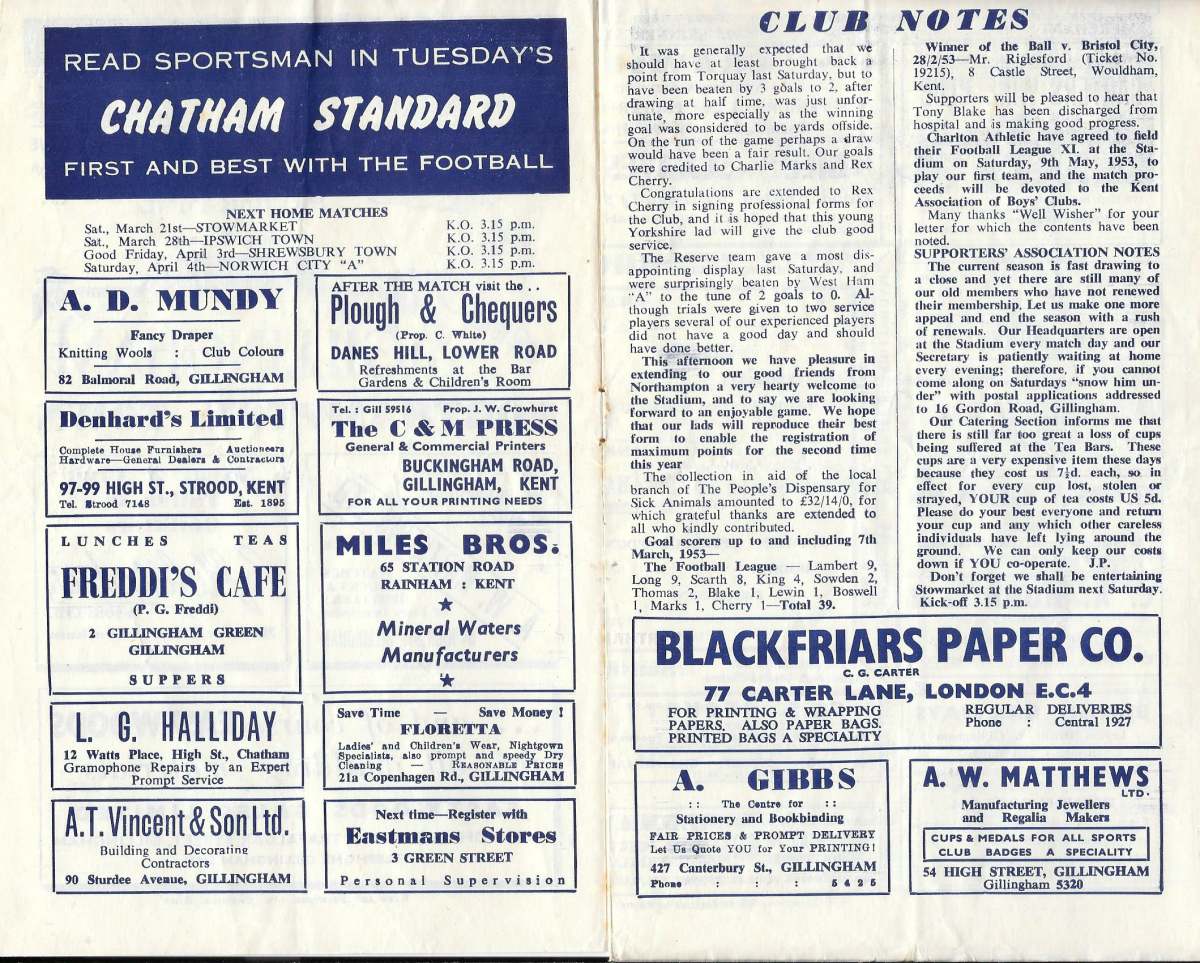 READ SPORTSMAN IN TUESDAY'S
CHATHAM STANDARD
FIRST AND BEST WITH THE FOOTBALL
NEXT HOME MATCHES
Sat., March 21st—STOWMARKET K.O. 3.15 p.m.
Sat., March 28th—IPSWICH TOWN K.O. 3.15 p.m.
Good Friday, April 3rd—SHREWSBURY TOWN K.O. 3.15 p.m.
Saturday, April 4th—NORWICH CITY "A" K.O. 3.15 p.m.
A. D. MUNDY
Fancy Draper
Knitting Wools : Club Colours
82 Balmoral Road, GILLINGHAM
AFTER THE MATCH visit the . .
Plough & Chequers
(Prop. C. White)
DANES HILL, LOWER ROAD
Refreshments at the Bar
Gardens & Children's Room
Denhard's Limited
Complete House Furnishers Auctioneers
Hardware—General Dealers & Contractors
97-99 HIGH ST., STROOD, KENT
Tel. Strood 7148 Est. 1895
Tel. : Gill 59516 Prop. J. W. Crowhurst
The C & M PRESS
General & Commercial Printers
BUCKINGHAM ROAD,
GILLINGHAM, KENT
FOR ALL YOUR PRINTING NEEDS
LUNCHES TEAS
FREDDI'S CAFE
(P. G. Freddi)
2 GILLINGHAM GREEN
GILLINGHAM
SUPPERS
MILES BROS.
65 STATION ROAD
RAINHAM : KENT
Mineral Waters
Manufacturers
L. G. HALLIDAY
12 Watts Place, High St., Chatham
Gramophone Repairs by an Expert
Prompt Service
Save Time — Save Money !
FLORETTA
Ladies' and Children's Wear, Nightgown
Specialists, also prompt and speedy Dry
Cleaning — REASONABLE PRICES
21a Copenhagen Rd., GILLINGHAM
A.T. Vincent & Son Ltd.
Building and Decorating
Contractors
90 Sturdee Avenue, GILLINGHAM
Next time—Register with
Eastmans Stores
3 GREEN STREET
Personal Supervision
CLUB NOTES
It was generally expected that we
should have at least brought back a
point from Torquay last Saturday, but to
have been beaten by 3 goals to 2, after
drawing at half time, was just unfor-
tunate, more especially as the winning
goal was considered to be yards offside.
On the run of the game perhaps a draw
would have been a fair result. Our goals
were credited to Charlie Marks and Rex
Cherry.
Congratulations are extended to Rex
Cherry in signing professional forms for
the Club, and it is hoped that this young
Yorkshire lad will give the club good
service.
The Reserve team gave a most dis-
appointing display last Saturday, and
were surprisingly beaten by West Ham
"A" to the tune of 2 goals to 0. Al-
though trials were given to two service
players several of our experienced players
did not have a good day and should
have done better.
This afternoon we have pleasure in
extending to our good friends from
Northampton a very hearty welcome to
the Stadium, and to say we are looking
forward to an enjoyable game. We hope
that our lads will reproduce their best
form to enable the registration of
maximum points for the second time
this year
The collection in aid of the local
branch of The People's Dispensary for
Sick Animals amounted to £32/14/0, for
which grateful thanks are extended to
all who kindly contributed.
Goal scorers up to and including 7th
March, 1953—
The Football League — Lambert 9,
Long 9, Scarth 8, King 4, Sowden 2,
Thomas 2, Blake 1, Lewin 1, Boswell
1, Marks 1, Cherry 1—Total 39.
Winner of the Ball v. Bristol City,
28/2/53—Mr. Riglesford (Ticket No.
19215), 8 Castle Street, Wouldham,
Kent.
Supporters will be pleased to hear that
Tony Blake has been discharged from
hospital and is making good progress.
Charlton Athletic have agreed to field
their Football League XI. at the Sta-
dium on Saturday, 9th May, 1953, to
play our first team, and the match pro-
ceeds will be devoted to the Kent
Association of Boys' Clubs.
Many thanks "Well Wisher" for your
letter for which the contents have been
noted.
SUPPORTERS' ASSOCIATION NOTES
The current season is fast drawing to
a close and yet there are still many of
our old members who have not renewed
their membership. Let us make one more
appeal and end the season with a rush
of renewals. Our Headquarters are open
at the Stadium every match day and our
Secretary is patiently waiting at home
every evening; therefore, if you cannot
come along on Saturdays "snow him un-
der" with postal applications addressed
to 16 Gordon Road, Gillingham.
Our Catering Section informs me that
there is still far too great a loss of cups
being suffered at the Tea Bars. These
cups are a very expensive item these days
because they cost us 7½d. each, so in
effect for every cup lost, stolen or
strayed, YOUR cup of tea costs US 5d.
Please do your best everyone and return
your cup and any which other careless
individuals have left lying around the
ground. We can only keep our costs
down if YOU co-operate. J.P.
Don't forget we shall be entertaining
Stowmarket at the Stadium next Saturday.
Kick-off 3.15 p.m.
BLACKFRIARS PAPER CO.
C. G. CARTER
77 CARTER LANE, LONDON E.C.4
FOR PRINTING & WRAPPING
PAPERS, ALSO PAPER BAGS.
PRINTED BAGS A SPECIALITY
REGULAR DELIVERIES
Phone : Central 1927
A. GIBBS
: : The Centre for : :
Stationery and Bookbinding
FAIR PRICES & PROMPT DELIVERY
Let Us Quote YOU for Your PRINTING!
427 Canterbury St., GILLINGHAM
Phone : : : 5425
A. W. MATTHEWS
LTD.
Manufacturing Jewellers
and Regalia Makers
CUPS & MEDALS FOR ALL SPORTS
CLUB BADGES A SPECIALITY
54 HIGH STREET, GILLINGHAM
Gillingham 5320